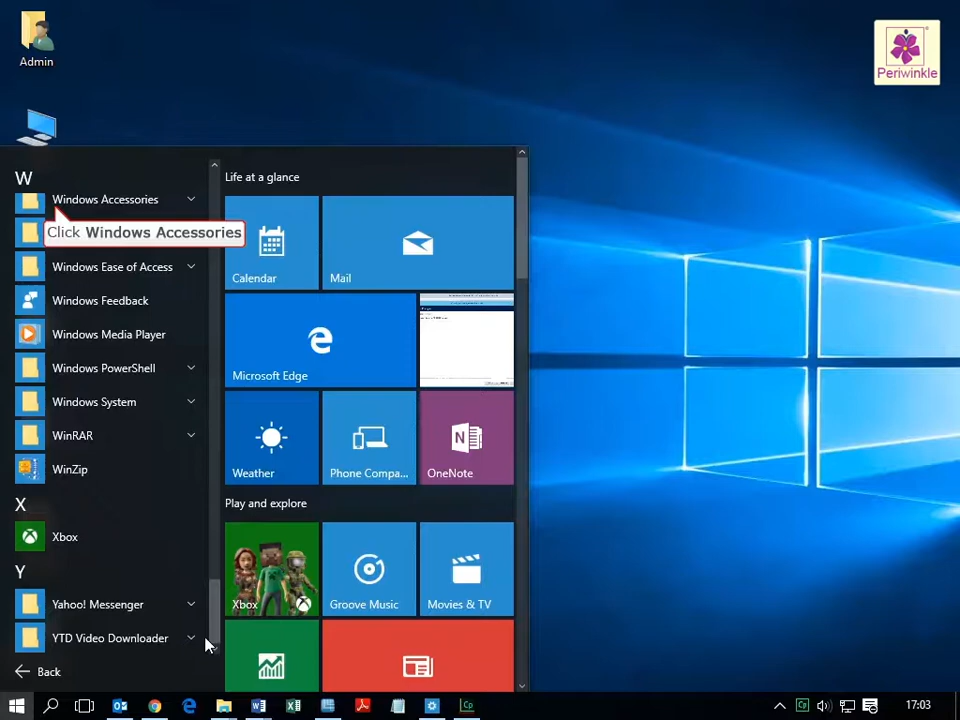 Admin
Periwinkle
W
Windows Accessories
Click Windows Accessories
Windows Ease of Access
Windows Feedback
Windows Media Player
Windows PowerShell
Windows System
WinRAR
WinZip
X
Xbox
Y
Yahoo! Messenger
YTD Video Downloader
Back
Life at a glance
Calendar
Mail
Microsoft Edge
Weather
Phone Compa...
OneNote
Play and explore
Xbox
Groove Music
Movies & TV
17:03